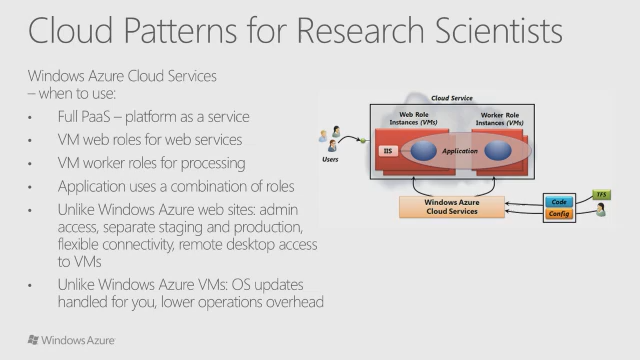 Cloud Patterns for Research Scientists
Windows Azure Cloud Services
– when to use:
• Full PaaS – platform as a service
• VM web roles for web services
• VM worker roles for processing
• Application uses a combination of roles
• Unlike Windows Azure web sites: admin
access, separate staging and production,
flexible connectivity, remote desktop access
to VMs
• Unlike Windows Azure VMs: OS updates
handled for you, lower operations overhead
Cloud Service
Web Role
Instances (VMs)
Worker Role
Instances (VMs)
Users
IIS
Application
Windows Azure
Cloud Services
Code
Config
TFS
Windows Azure